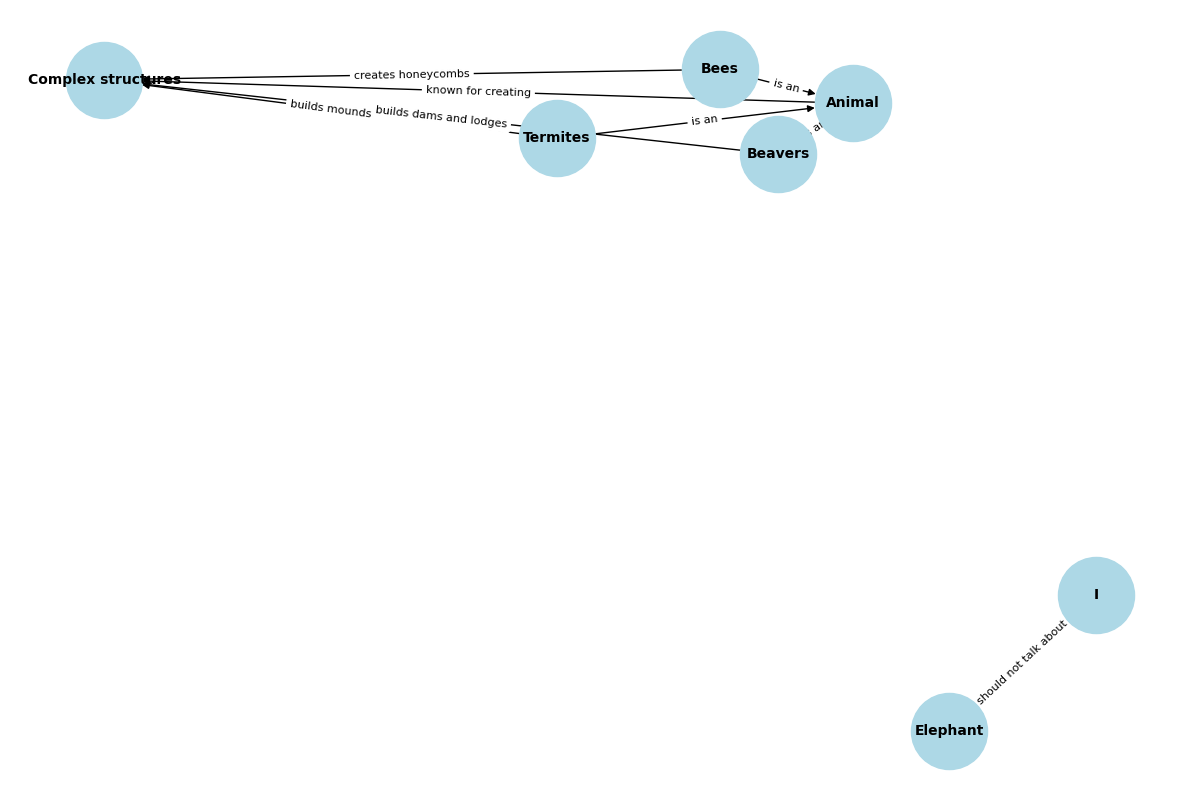 Complex structures
creates honeycombs
Bees
is an
known for creating
Animal
builds mounds
builds dams and lodges
Termites
is an
Beavers
I
should not talk about
Elephant